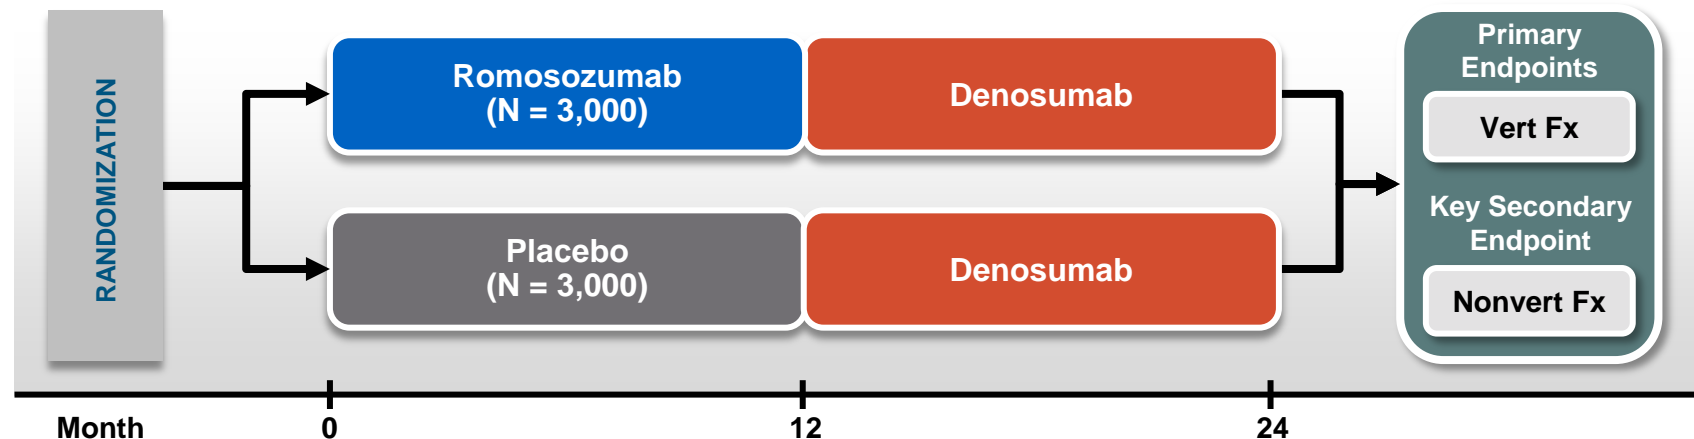 RANDOMIZATION
Romosozumab
(N = 3,000)
Denosumab
Placebo
(N = 3,000)
Denosumab
Primary
Endpoints
Vert Fx
Key Secondary
Endpoint
Nonvert Fx
Month 0 12 24